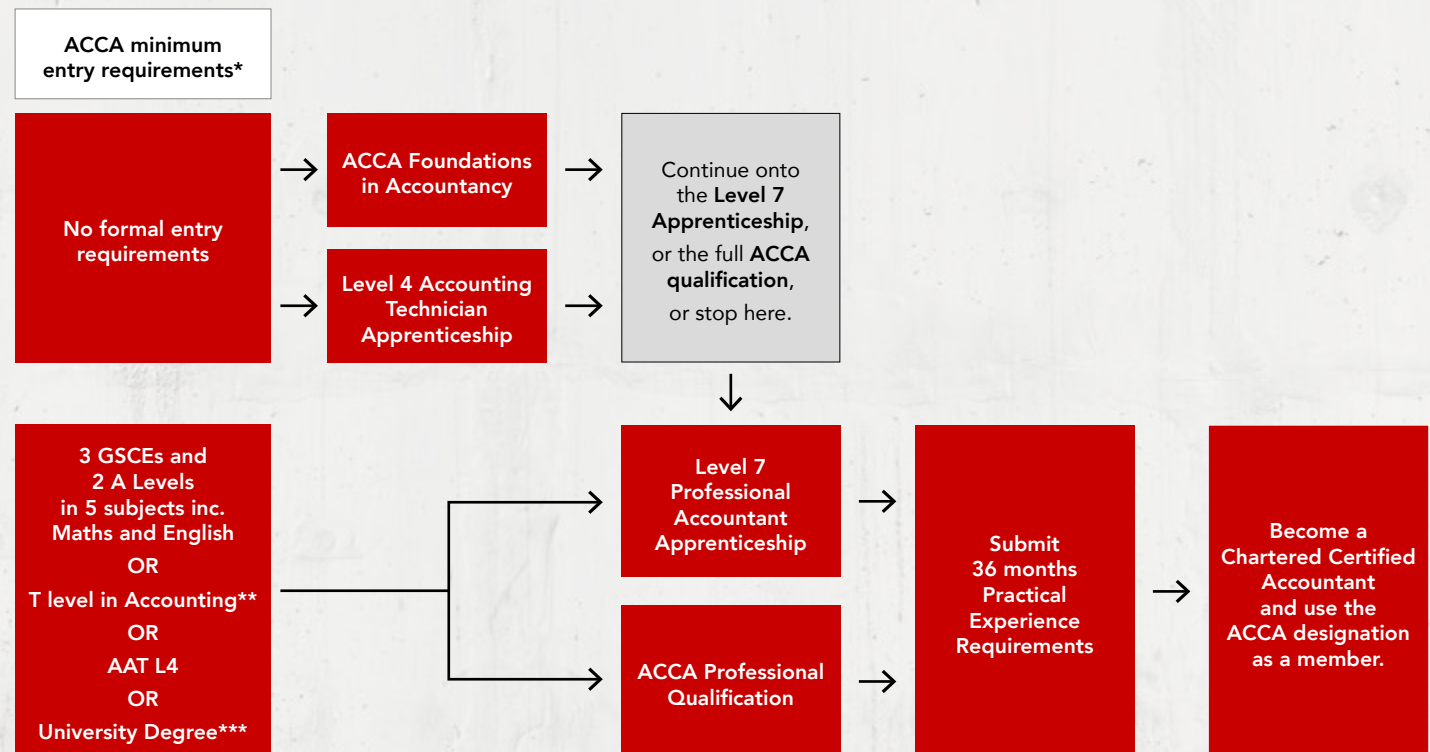 ACCA minimum
entry requirements*
No formal entry
requirements
ACCA Foundations
in Accountancy
Level 4 Accounting
Technician
Apprenticeship
Continue onto
the Level 7
Apprenticeship,
or the full ACCA
qualification,
or stop here.
3 GSCEs and
2 A Levels
in 5 subjects inc.
Maths and English
OR
T level in Accounting**
OR
AAT L4
OR
University Degree***
Level 7
Professional
Accountant
Apprenticeship
ACCA Professional
Qualification
Submit
36 months
Practical
Experience
Requirements
Become a
Chartered Certified
Accountant
and use the
ACCA designation
as a member.